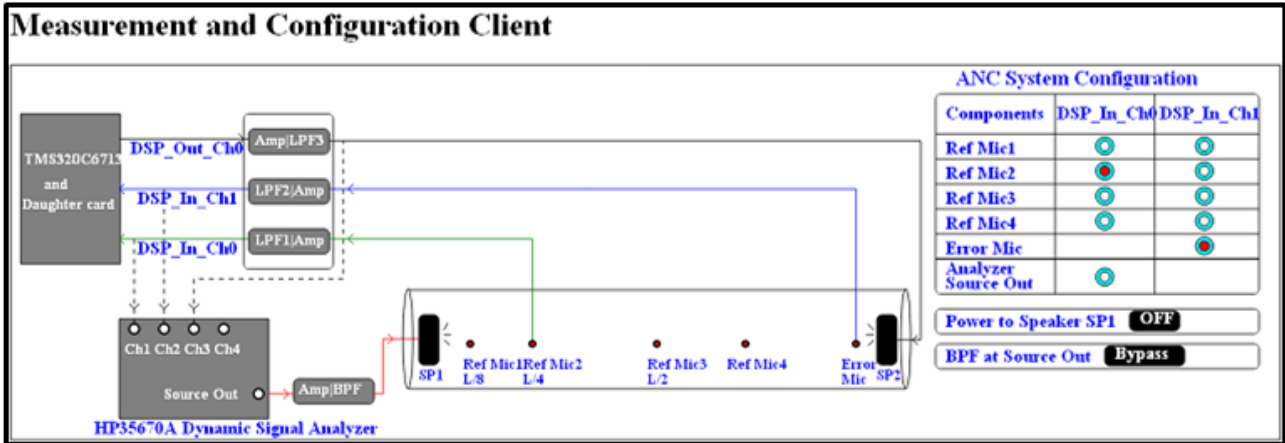 Measurement and Configuration Client
ANC System Configuration
Components DSP_In_Ch0 DSP_In_Ch1
Ref Mic1
Ref Mic2
Ref Mic3
Ref Mic4
Error Mic
Analyzer
Source Out
Power to Speaker SP1 OFF
BPF at Source Out Bypass
TMS320C6713
and
Daughter card
DSP_Out_Ch0
DSP_In_Ch1
DSP_In_Ch0
Amp|LPF3
LPF2|Amp
LPF1|Amp
Ch1 Ch2 Ch3 Ch4
Source Out
Amp|BPF
HP35670A Dynamic Signal Analyzer
SP1
Ref Mic1
L/8
Ref Mic2
L/4
Ref Mic3
L/2
Ref Mic4
Error
Mic
SP2